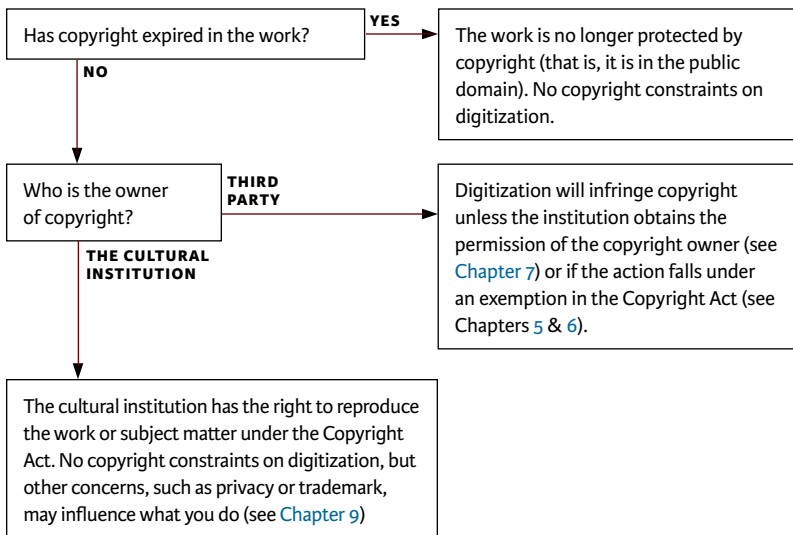 Has copyright expired in the work?
YES
The work is no longer protected by
copyright (that is, it is in the public
domain). No copyright constraints on
digitization.
NO
Who is the owner
of copyright?
THIRD
PARTY
Digitization will infringe copyright
unless the institution obtains the
permission of the copyright owner (see
Chapter 7) or if the action falls under
an exemption in the Copyright Act (see
Chapters 5 & 6).
THE CULTURAL
INSTITUTION
The cultural institution has the right to reproduce
the work or subject matter under the Copyright
Act. No copyright constraints on digitization, but
other concerns, such as privacy or trademark,
may influence what you do (see Chapter 9)